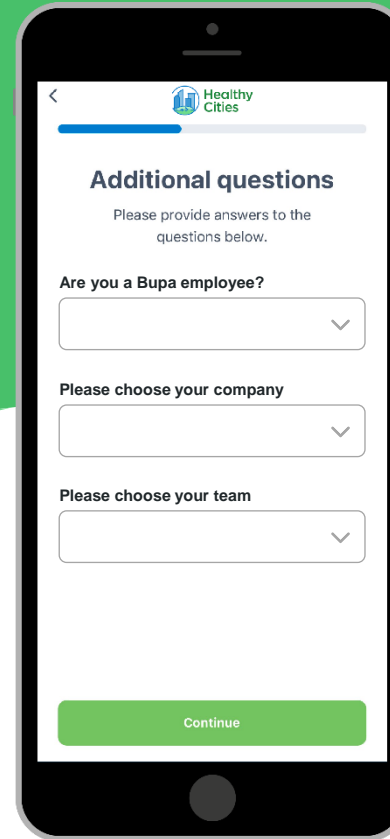 Healthy
Cities
Additional questions
Please provide answers to the
questions below.
Are you a Bupa employee?
Please choose your company
Please choose your team
Continue